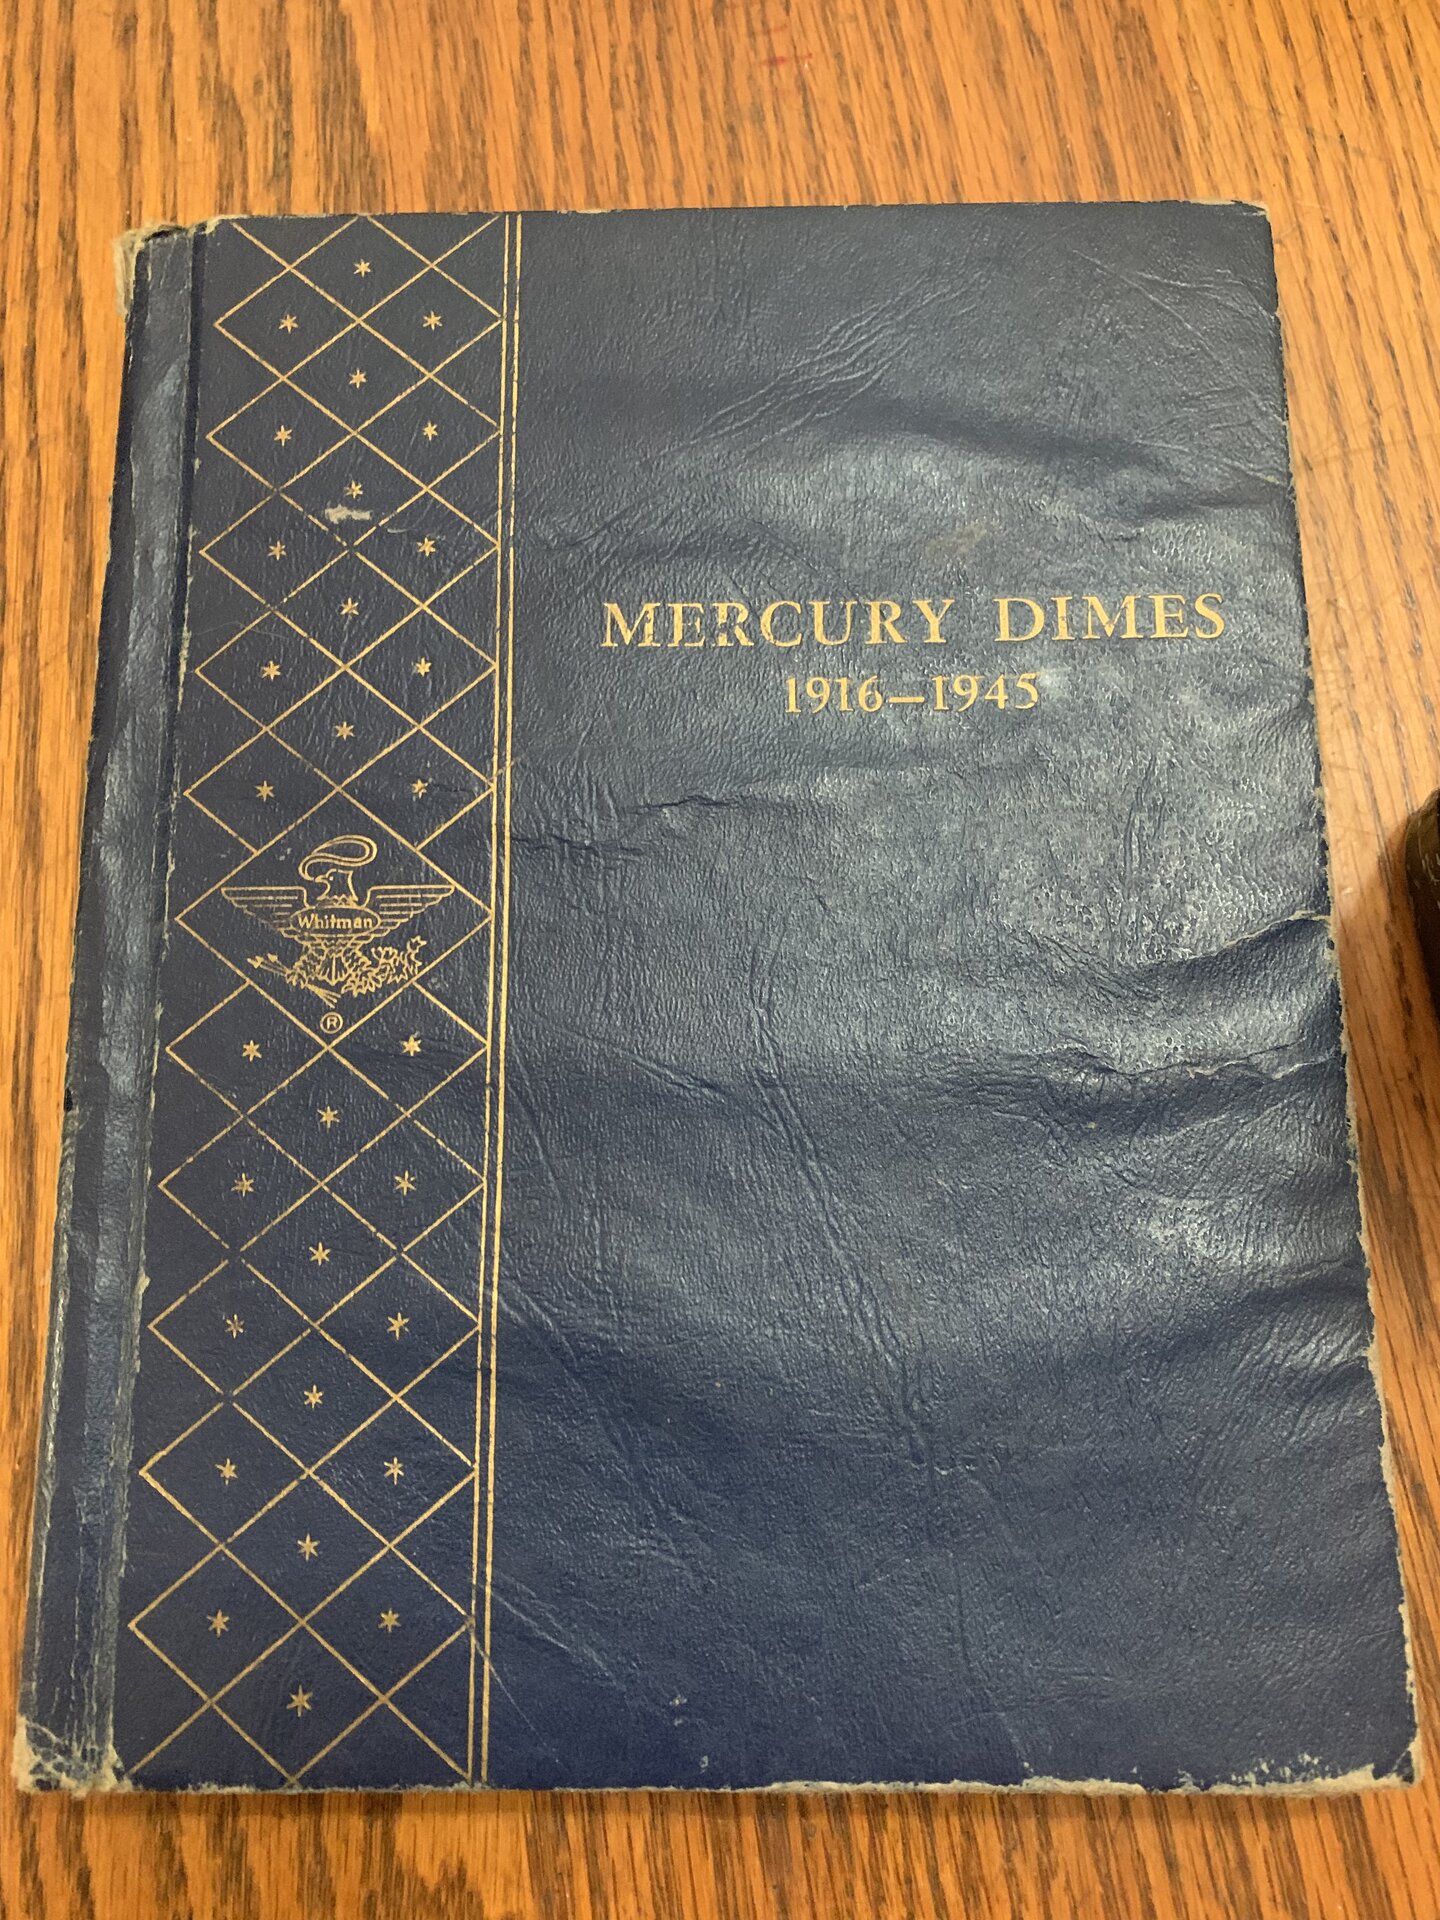 MERCURY DIMES
1916–1945
Whitman
®